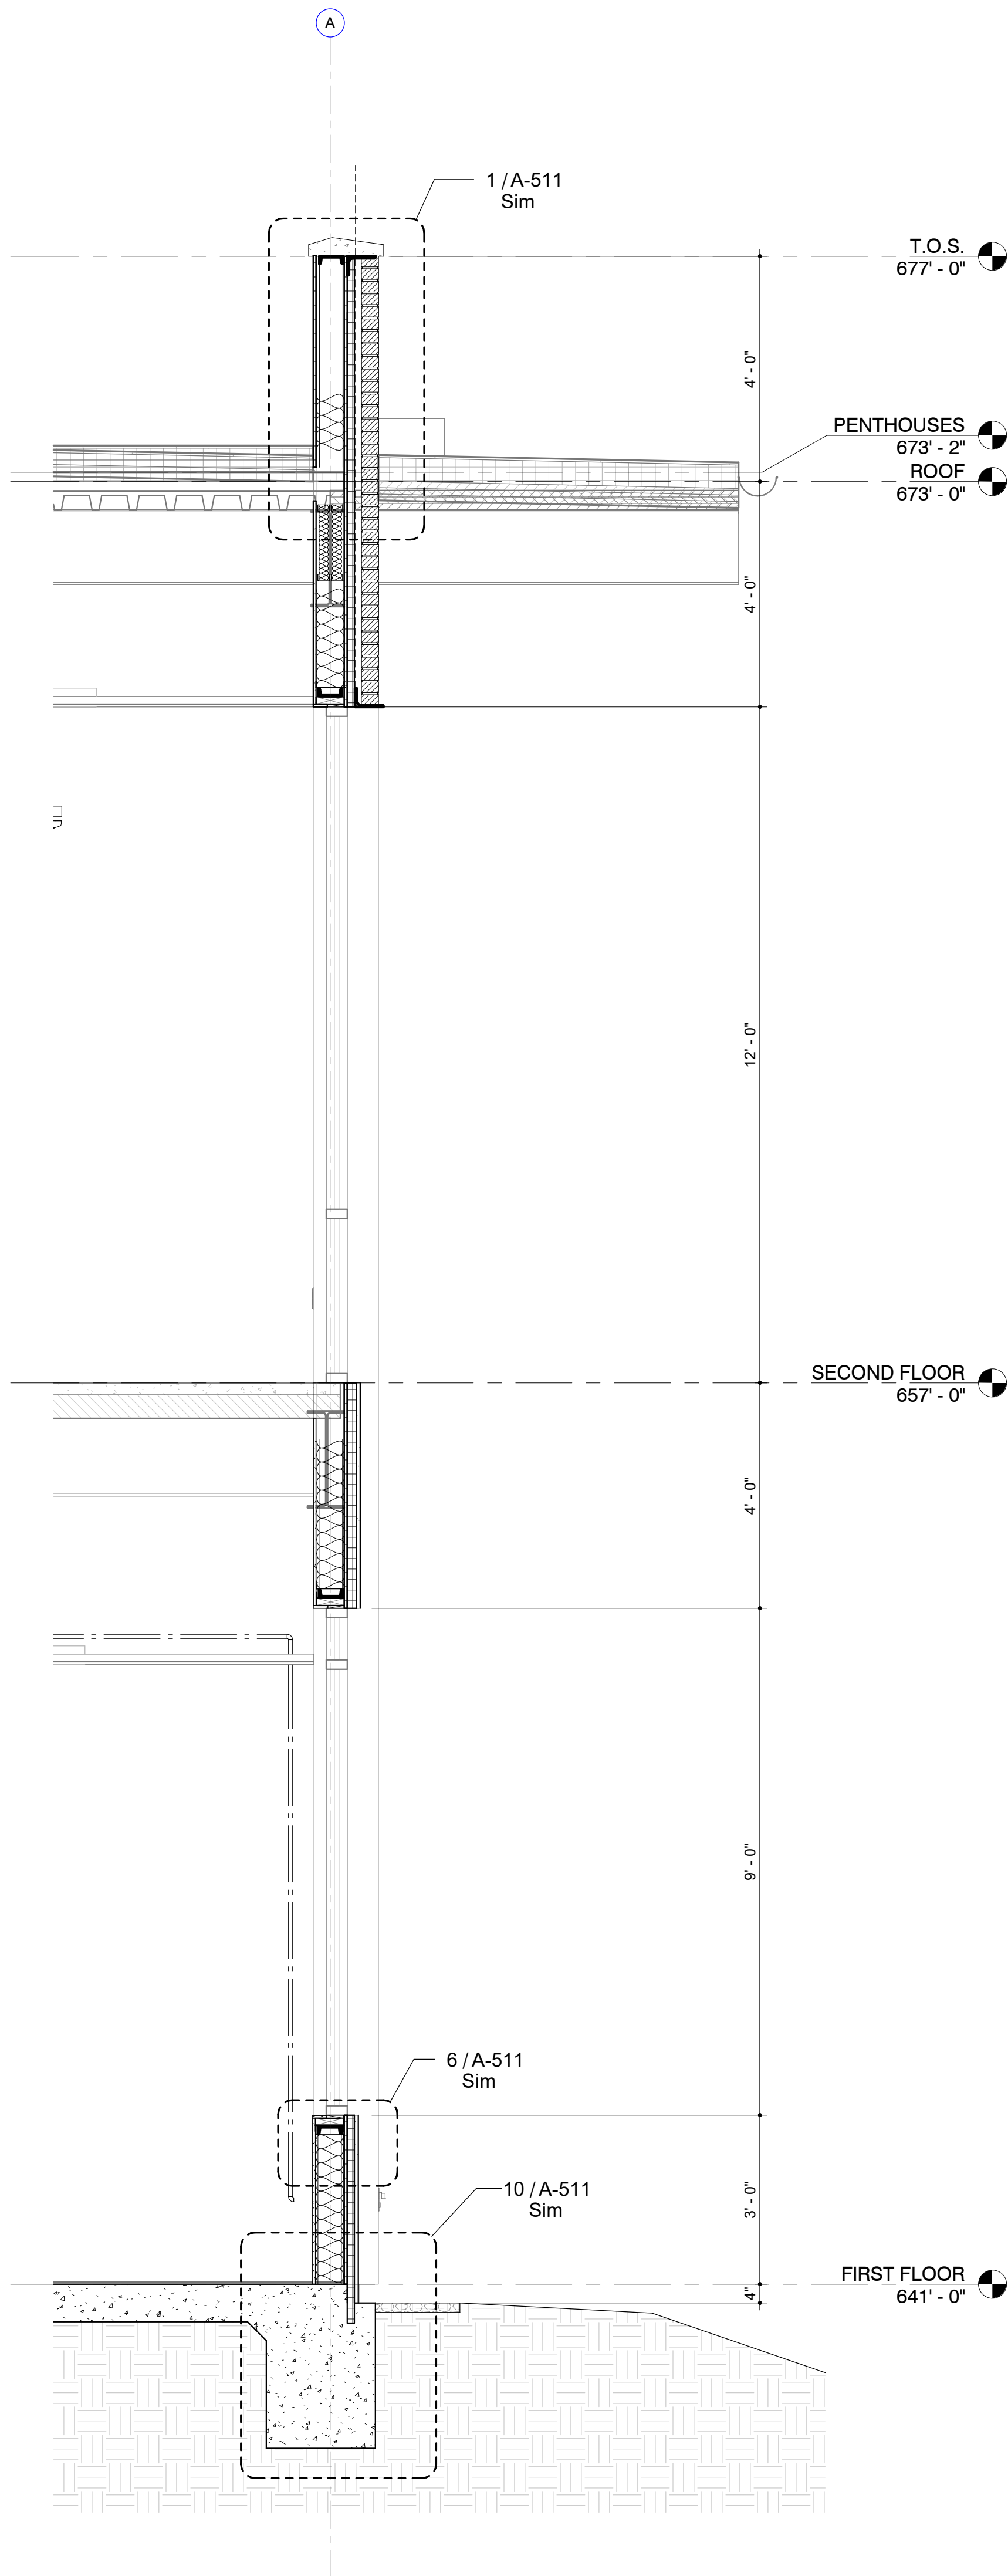 A
1 / A-511
Sim
T.O.S.
677' - 0"
4' - 0"
PENTHOUSES
673' - 2"
ROOF
673' - 0"
4' - 0"
12' - 0"
SECOND FLOOR
657' - 0"
4' - 0"
9' - 0"
6 / A-511
Sim
10 / A-511
Sim
3' - 0"
FIRST FLOOR
641' - 0"
4"